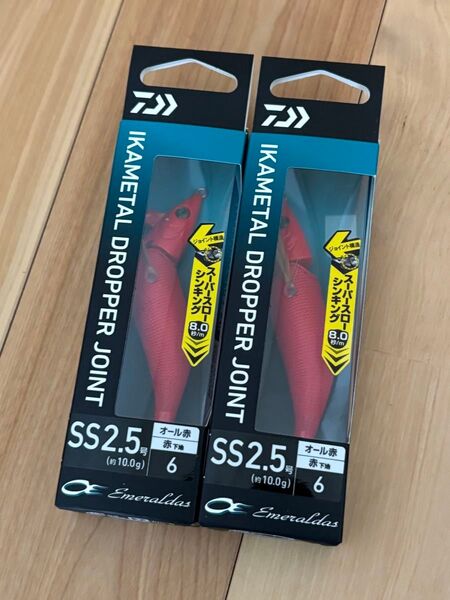 IKAMETAL DROPPER JOINT
ジョイント構造
スーパースロー
シンキング
8.0
秒/m
SS2.5号
(約10.0g)
オール赤
赤下地
6
Emeraldas
IKAMETAL DROPPER JOINT
ジョイント構造
スーパースロー
シンキング
8.0
秒/m
SS2.5号
(約10.0g)
オール赤
赤下地
6
Emeraldas